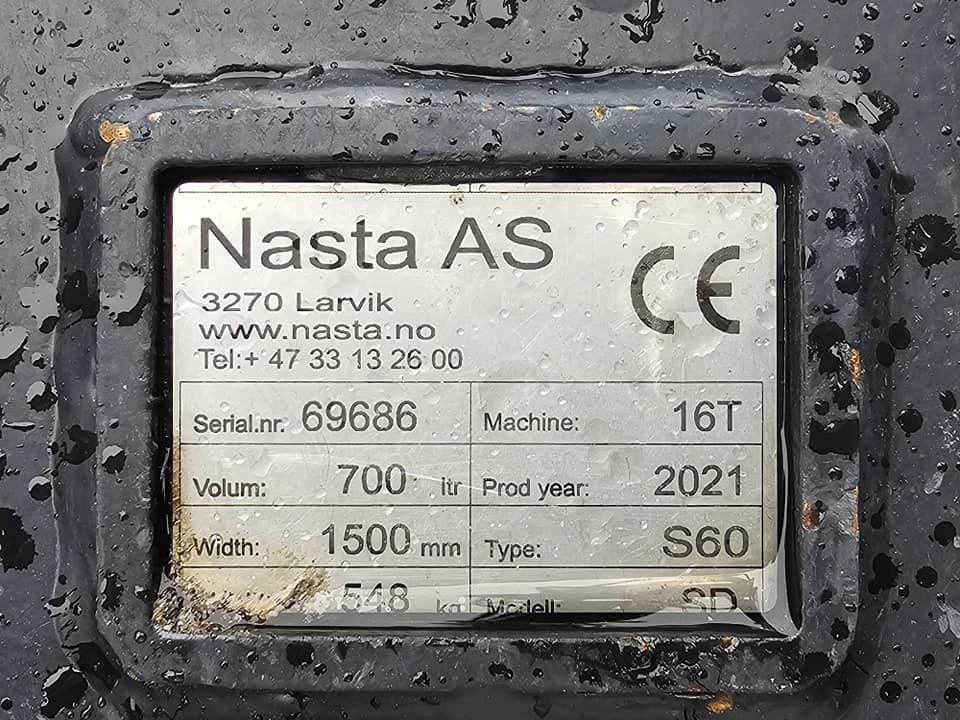 Nasta AS
CE
3270 Larvik
www.nasta.no
Tel:+ 47 33 13 26 00
Serial.nr. 69686 Machine: 16T
Volum: 700 ltr Prod year: 2021
Width: 1500 mm Type: S60
548 kg Modell: SD